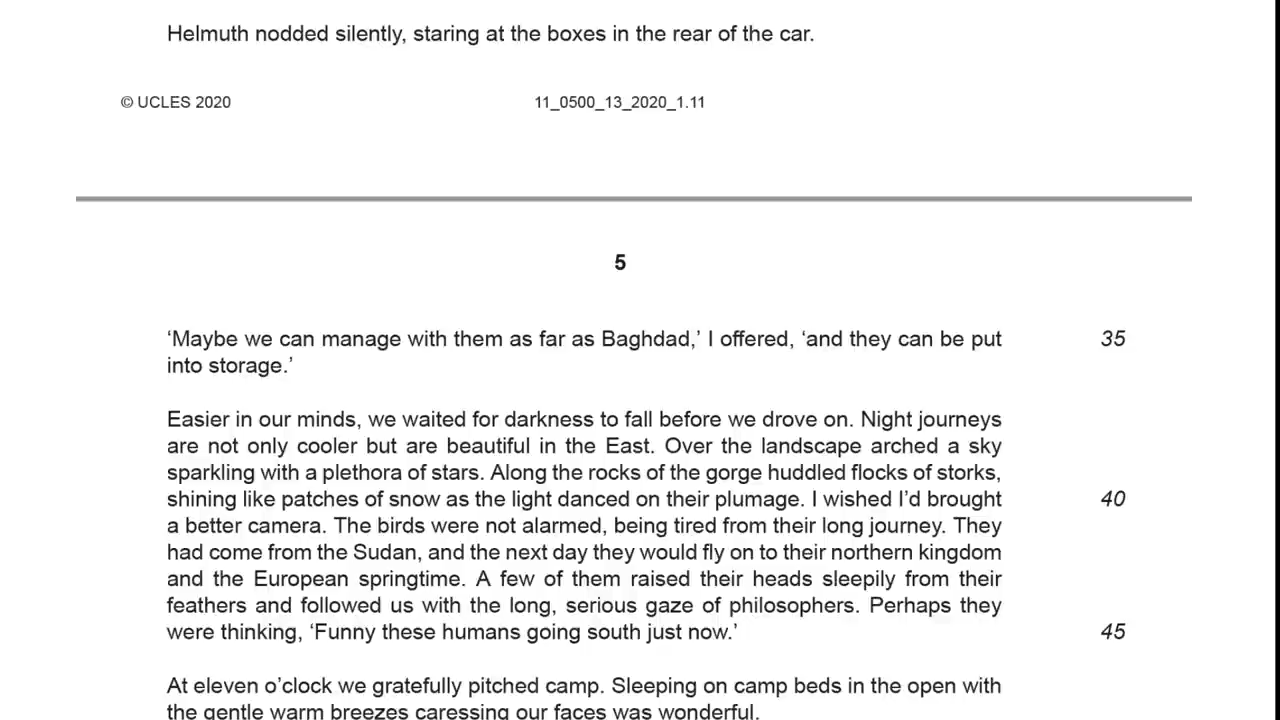 Helmuth nodded silently, staring at the boxes in the rear of the car.
© UCLES 2020 11_0500_13_2020_1.11
5
‘Maybe we can manage with them as far as Baghdad,’ I offered, ‘and they can be put 35
into storage.’
Easier in our minds, we waited for darkness to fall before we drove on. Night journeys
are not only cooler but are beautiful in the East. Over the landscape arched a sky
sparkling with a plethora of stars. Along the rocks of the gorge huddled flocks of storks,
shining like patches of snow as the light danced on their plumage. I wished I’d brought 40
a better camera. The birds were not alarmed, being tired from their long journey. They
had come from the Sudan, and the next day they would fly on to their northern kingdom
and the European springtime. A few of them raised their heads sleepily from their
feathers and followed us with the long, serious gaze of philosophers. Perhaps they
were thinking, ‘Funny these humans going south just now.’ 45
At eleven o’clock we gratefully pitched camp. Sleeping on camp beds in the open with
the gentle warm breezes caressing our faces was wonderful.